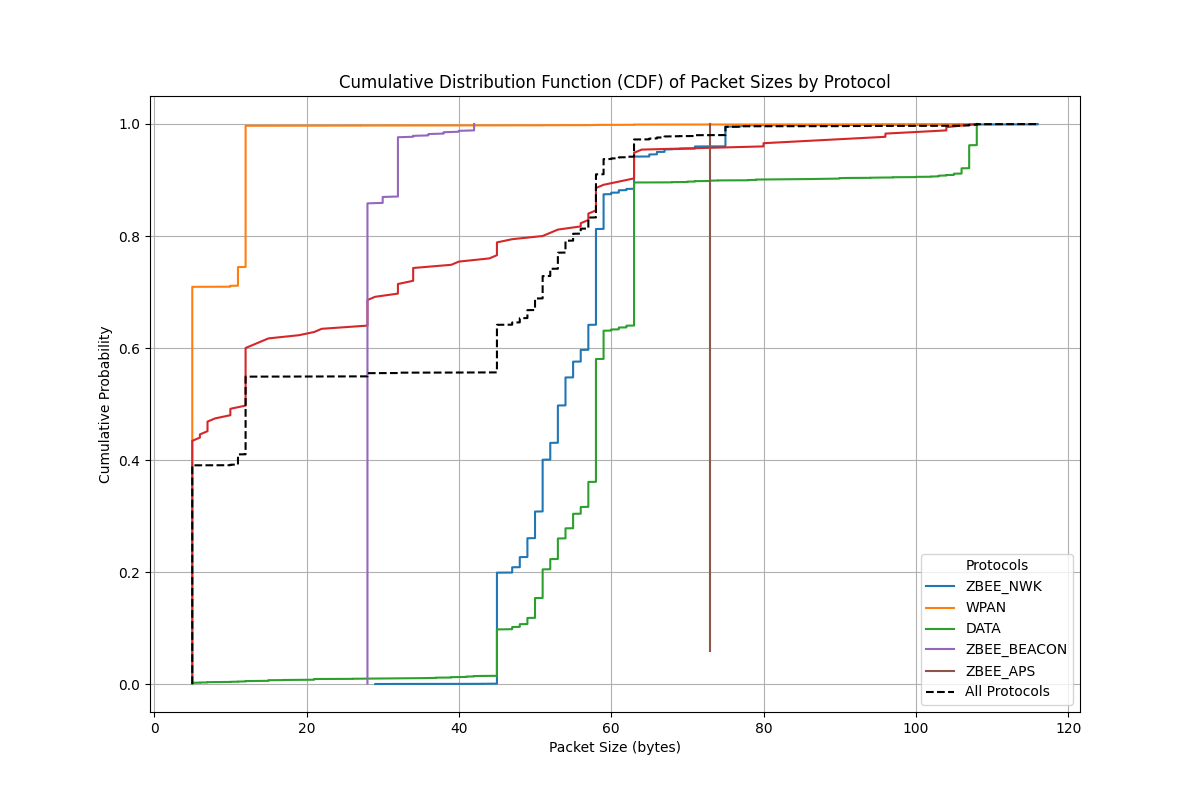 Cumulative Distribution Function (CDF) of Packet Sizes by Protocol
Cumulative Probability
1.0
0.8
0.6
0.4
0.2
0.0
0 20 40 60 80 100 120
Packet Size (bytes)
Protocols
ZBEE_NWK
WPAN
DATA
ZBEE_BEACON
ZBEE_APS
All Protocols